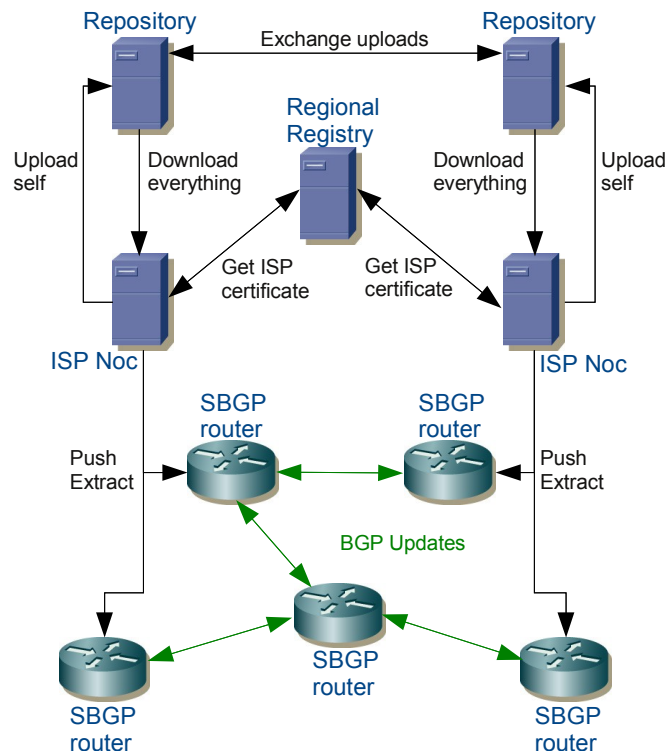 Repository
Repository
Exchange uploads
Regional
Registry
Upload
self
Download
everything
Download
everything
Upload
self
Get ISP
certificate
Get ISP
certificate
ISP Noc
ISP Noc
SBGP
router
SBGP
router
Push
Extract
Push
Extract
BGP Updates
SBGP
router
SBGP
router
SBGP
router